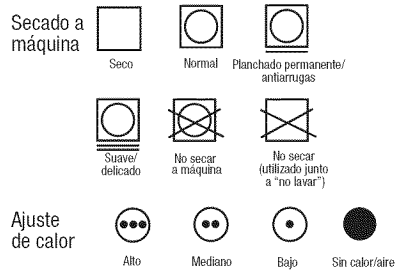 Secado a
máquina
Seco
Normal
Planchado permanente/
antiarrugas
Suave/
delicado
No secar
a máquina
No secar
(utilizado junto
a “no lavar”)
Ajuste
de calor
Alto
Mediano
Bajo
Sin calor/aire